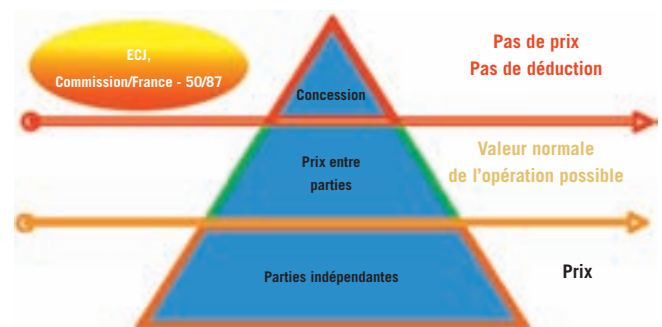 ECJ,
Commission/France - 50/87
Pas de prix
Pas de déduction
Concession
Prix entre
parties
Valeur normale
de l'opération possible
Parties indépendantes
Prix